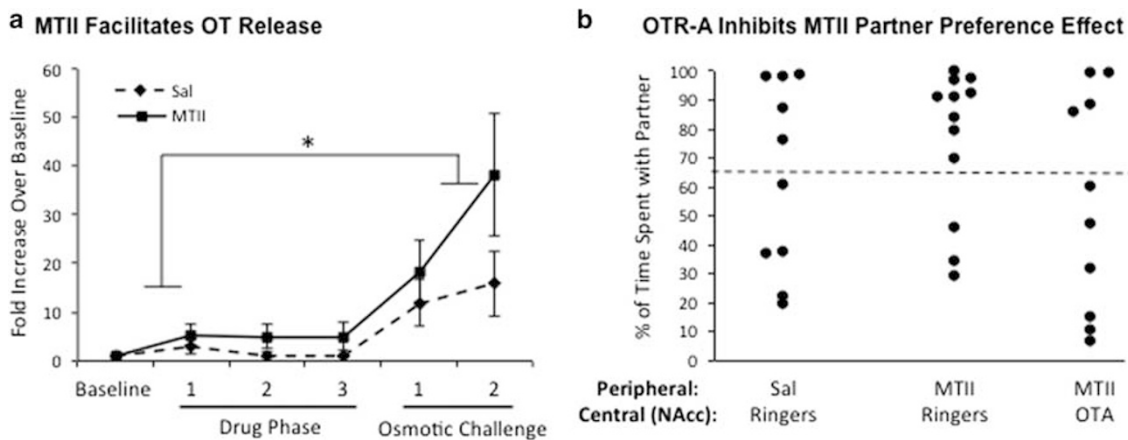 a MTII Facilitates OT Release
Fold Increase Over Baseline
60
50
40
30
20
10
0
Sal
MTII
*
Baseline 1 2 3 1 2
Drug Phase Osmotic Challenge
b OTR-A Inhibits MTII Partner Preference Effect
% of Time Spent with Partner
100
90
80
70
60
50
40
30
20
10
0
Peripheral: Sal MTII MTII
Central (NAcc): Ringers Ringers OTA